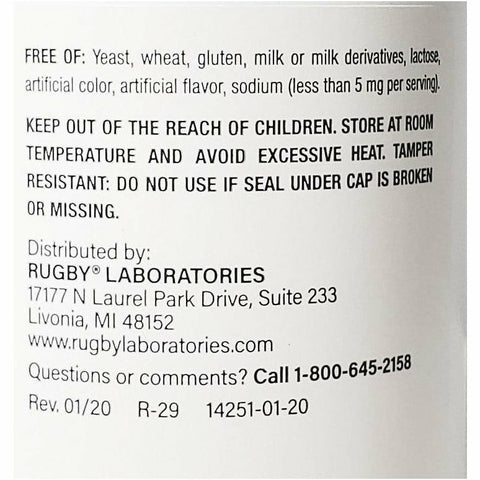 FREE OF: Yeast, wheat, gluten, milk or milk derivatives, lactose,
artificial color, artificial flavor, sodium (less than 5 mg per serving).
KEEP OUT OF THE REACH OF CHILDREN. STORE AT ROOM
TEMPERATURE AND AVOID EXCESSIVE HEAT. TAMPER
RESISTANT: DO NOT USE IF SEAL UNDER CAP IS BROKEN
OR MISSING.
Distributed by:
RUGBY® LABORATORIES
17177 N Laurel Park Drive, Suite 233
Livonia, MI 48152
www.rugbylaboratories.com
Questions or comments? Call 1-800-645-2158
Rev. 01/20 R-29 14251-01-20